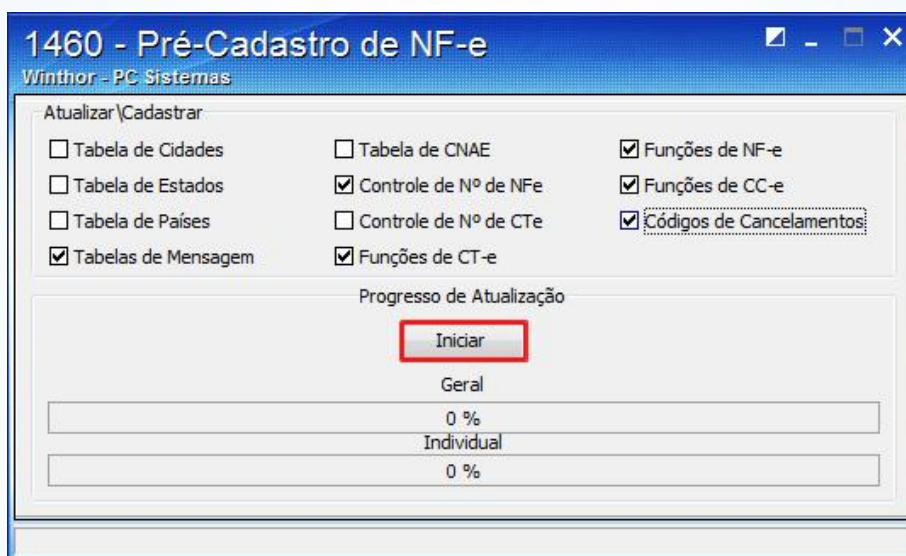 1460 - Pré-Cadastro de NF-e
Winthor - PC Sistemas
Atualizar\Cadastrar
Tabela de Cidades
Tabela de CNAE
Funções de NF-e
Tabela de Estados
Controle de Nº de NFe
Funções de CC-e
Tabela de Países
Controle de Nº de CTe
Códigos de Cancelamentos
Tabelas de Mensagem
Funções de CT-e
Progresso de Atualização
Iniciar
Geral
0 %
Individual
0 %